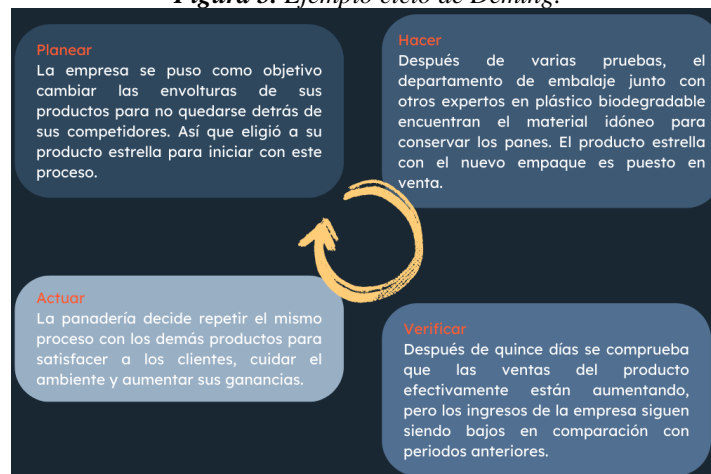 Figura 3. Ejemplo ciclo de Deming.
Planear
La empresa se puso como objetivo
cambiar las envolturas de sus
productos para no quedarse detrás de
sus competidores. Así que eligió a su
producto estrella para iniciar con este
proceso.
Hacer
Después de varias pruebas, el
departamento de embalaje junto con
otros expertos en plástico biodegradable
encuentran el material idóneo para
conservar los panes. El producto estrella
con el nuevo empaque es puesto en
venta.
Actuar
La panadería decide repetir el mismo
proceso con los demás productos para
satisfacer a los clientes, cuidar el
ambiente y aumentar sus ganancias.
Verificar
Después de quince días se comprueba
que las ventas del producto
efectivamente están aumentando,
pero los ingresos de la empresa siguen
siendo bajos en comparación con
periodos anteriores.